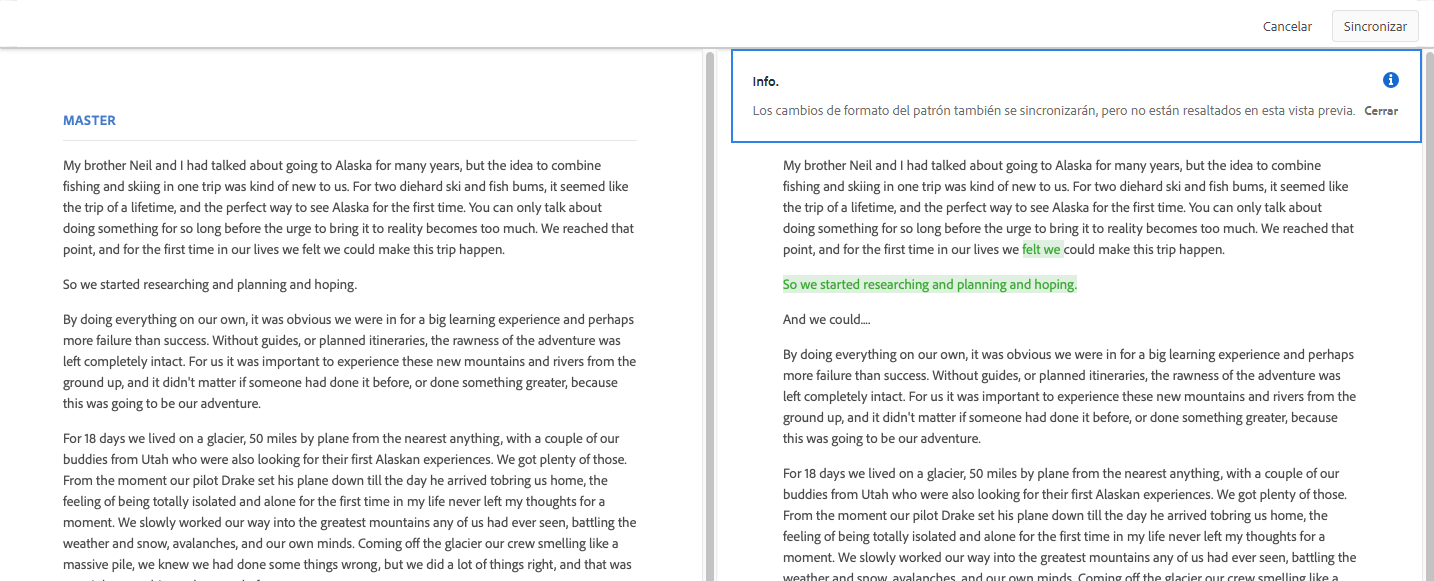 Cancelar
Sincronizar
MASTER
My brother Neil and I had talked about going to Alaska for many years, but the idea to combine
fishing and skiing in one trip was kind of new to us. For two diehard ski and fish bums, it seemed like
the trip of a lifetime, and the perfect way to see Alaska for the first time. You can only talk about
doing something for so long before the urge to bring it to reality becomes too much. We reached that
point, and for the first time in our lives we felt we could make this trip happen.
So we started researching and planning and hoping.
By doing everything on our own, it was obvious we were in for a big learning experience and perhaps
more failure than success. Without guides, or planned itineraries, the rawness of the adventure was
left completely intact. For us it was important to experience these new mountains and rivers from the
ground up, and it didn't matter if someone had done it before, or done something greater, because
this was going to be our adventure.
For 18 days we lived on a glacier, 50 miles by plane from the nearest anything, with a couple of our
buddies from Utah who were also looking for their first Alaskan experiences. We got plenty of those.
From the moment our pilot Drake set his plane down till the day he arrived tobring us home, the
feeling of being totally isolated and alone for the first time in my life never left my thoughts for a
moment. We slowly worked our way into the greatest mountains any of us had ever seen, battling the
weather and snow, avalanches, and our own minds. Coming off the glacier our crew smelling like a
massive pile, we knew we had done some things wrong, but we did a lot of things right, and that was
Info.
Los cambios de formato del patrón también se sincronizarán, pero no están resaltados en esta vista previa. Cerrar
My brother Neil and I had talked about going to Alaska for many years, but the idea to combine
fishing and skiing in one trip was kind of new to us. For two diehard ski and fish bums, it seemed like
the trip of a lifetime, and the perfect way to see Alaska for the first time. You can only talk about
doing something for so long before the urge to bring it to reality becomes too much. We reached that
point, and for the first time in our lives we felt we could make this trip happen.
So we started researching and planning and hoping.
And we could....
By doing everything on our own, it was obvious we were in for a big learning experience and perhaps
more failure than success. Without guides, or planned itineraries, the rawness of the adventure was
left completely intact. For us it was important to experience these new mountains and rivers from the
ground up, and it didn't matter if someone had done it before, or done something greater, because
this was going to be our adventure.
For 18 days we lived on a glacier, 50 miles by plane from the nearest anything, with a couple of our
buddies from Utah who were also looking for their first Alaskan experiences. We got plenty of those.
From the moment our pilot Drake set his plane down till the day he arrived tobring us home, the
feeling of being totally isolated and alone for the first time in my life never left my thoughts for a
moment. We slowly worked our way into the greatest mountains any of us had ever seen, battling the
weather and snow, avalanches, and our own minds. Coming off the glacier our crew smelling like a